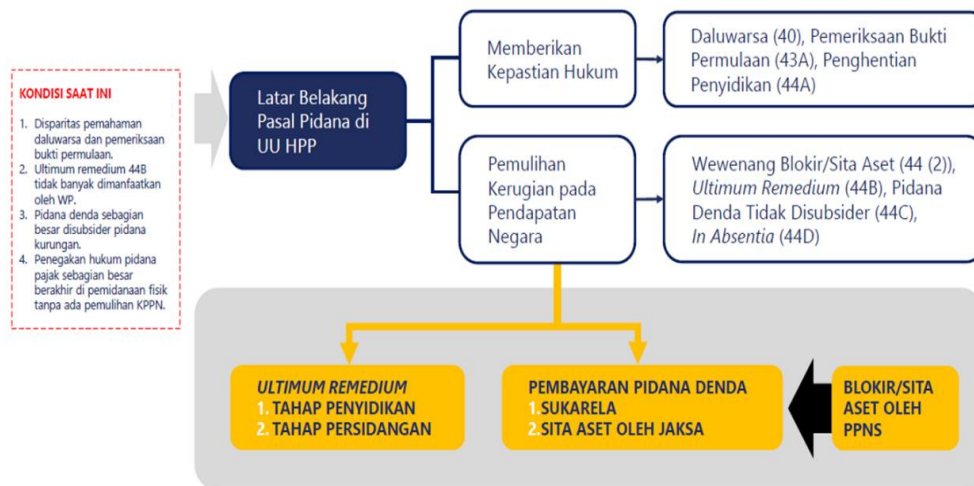 KONDISI SAAT INI
1. Disparitas pemahaman
daluwarsa dan pemeriksaan
bukti permulaan.
2. Ultimum remedium 44B
tidak banyak dimanfaatkan
oleh WP.
3. Pidana denda sebagian
besar disubsider pidana
kurungan.
4. Penegakan hukum pidana
pajak sebagian besar
berakhir di pemidanaan fisik
tanpa ada pemulihan KPPN.
Latar Belakang
Pasal Pidana di
UU HPP
Memberikan
Kepastian Hukum
Daluwarsa (40), Pemeriksaan Bukti
Permulaan (43A), Penghentian
Penyidikan (44A)
Pemulihan
Kerugian pada
Pendapatan
Negara
Wewenang Blokir/Sita Aset (44 (2)),
Ultimum Remedium (44B), Pidana
Denda Tidak Disubsider (44C),
In Absentia (44D)
ULTIMUM REMEDIUM
1. TAHAP PENYIDIKAN
2. TAHAP PERSIDANGAN
PEMBAYARAN PIDANA DENDA
1.SUKARELA
2.SITA ASET OLEH JAKSA
BLOKIR/SITA
ASET OLEH
PPNS